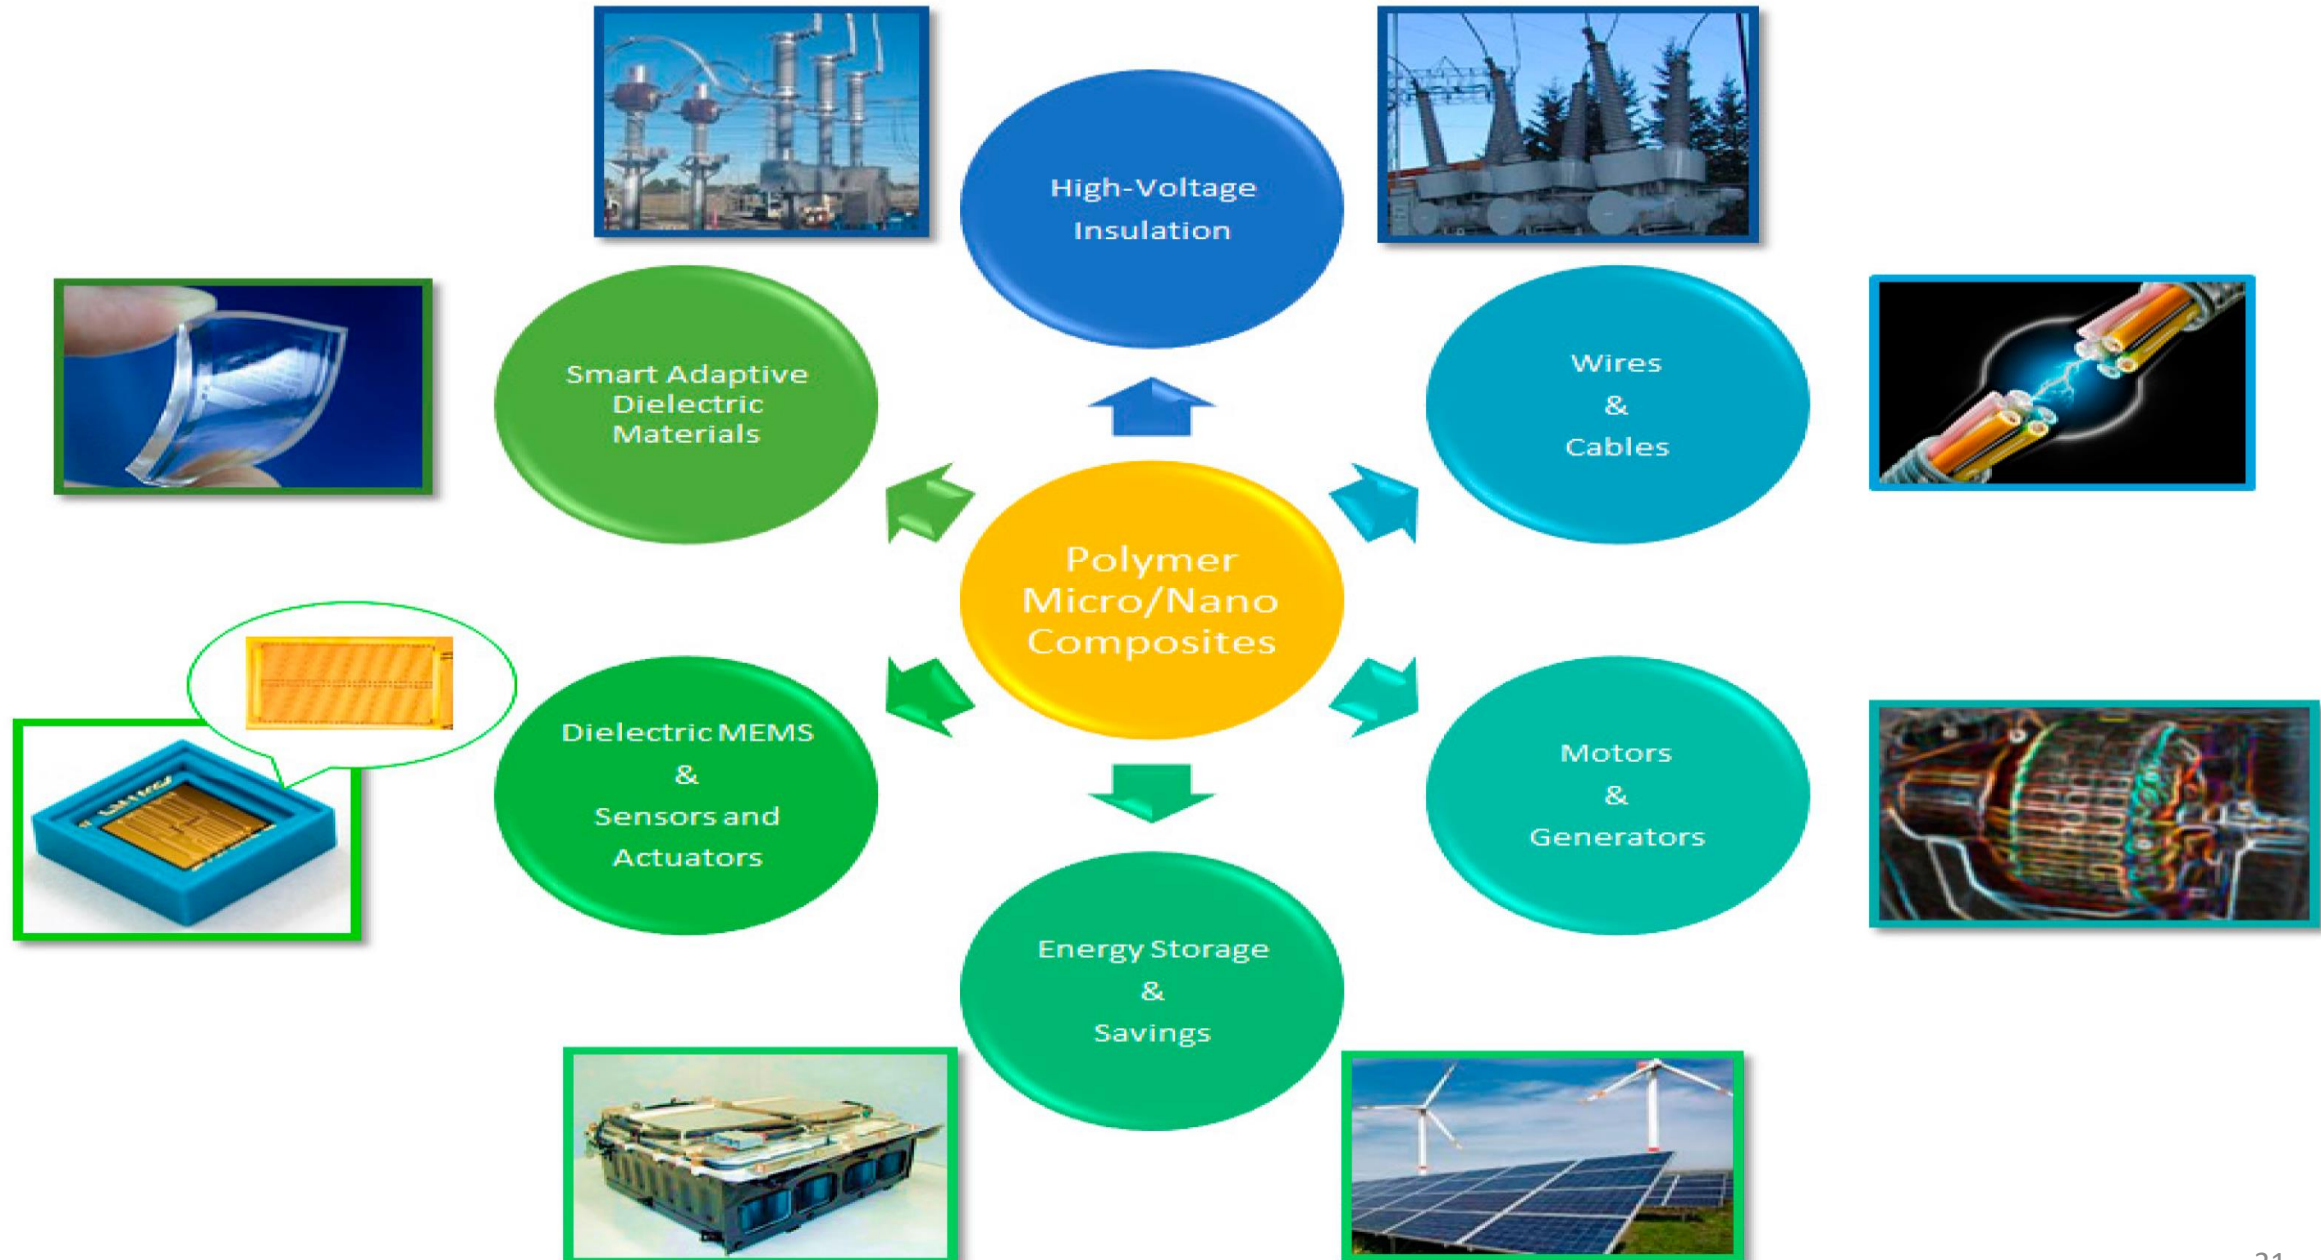 High-Voltage
Insulation
Smart Adaptive
Dielectric
Materials
Wires
&
Cables
Polymer
Micro/Nano
Composites
Dielectric MEMS
&
Sensors and
Actuators
Motors
&
Generators
Energy Storage
&
Savings